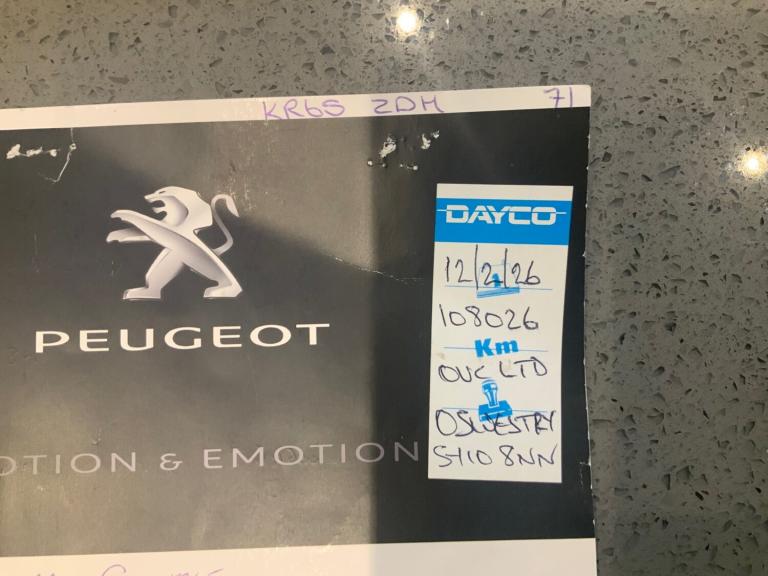 KR65 ZDH 71
PEUGEOT
OTION & EMOTION
DAYCO
12/2/26
108026
Km
OVC LTD
OSWESTRY
SY10 8NN